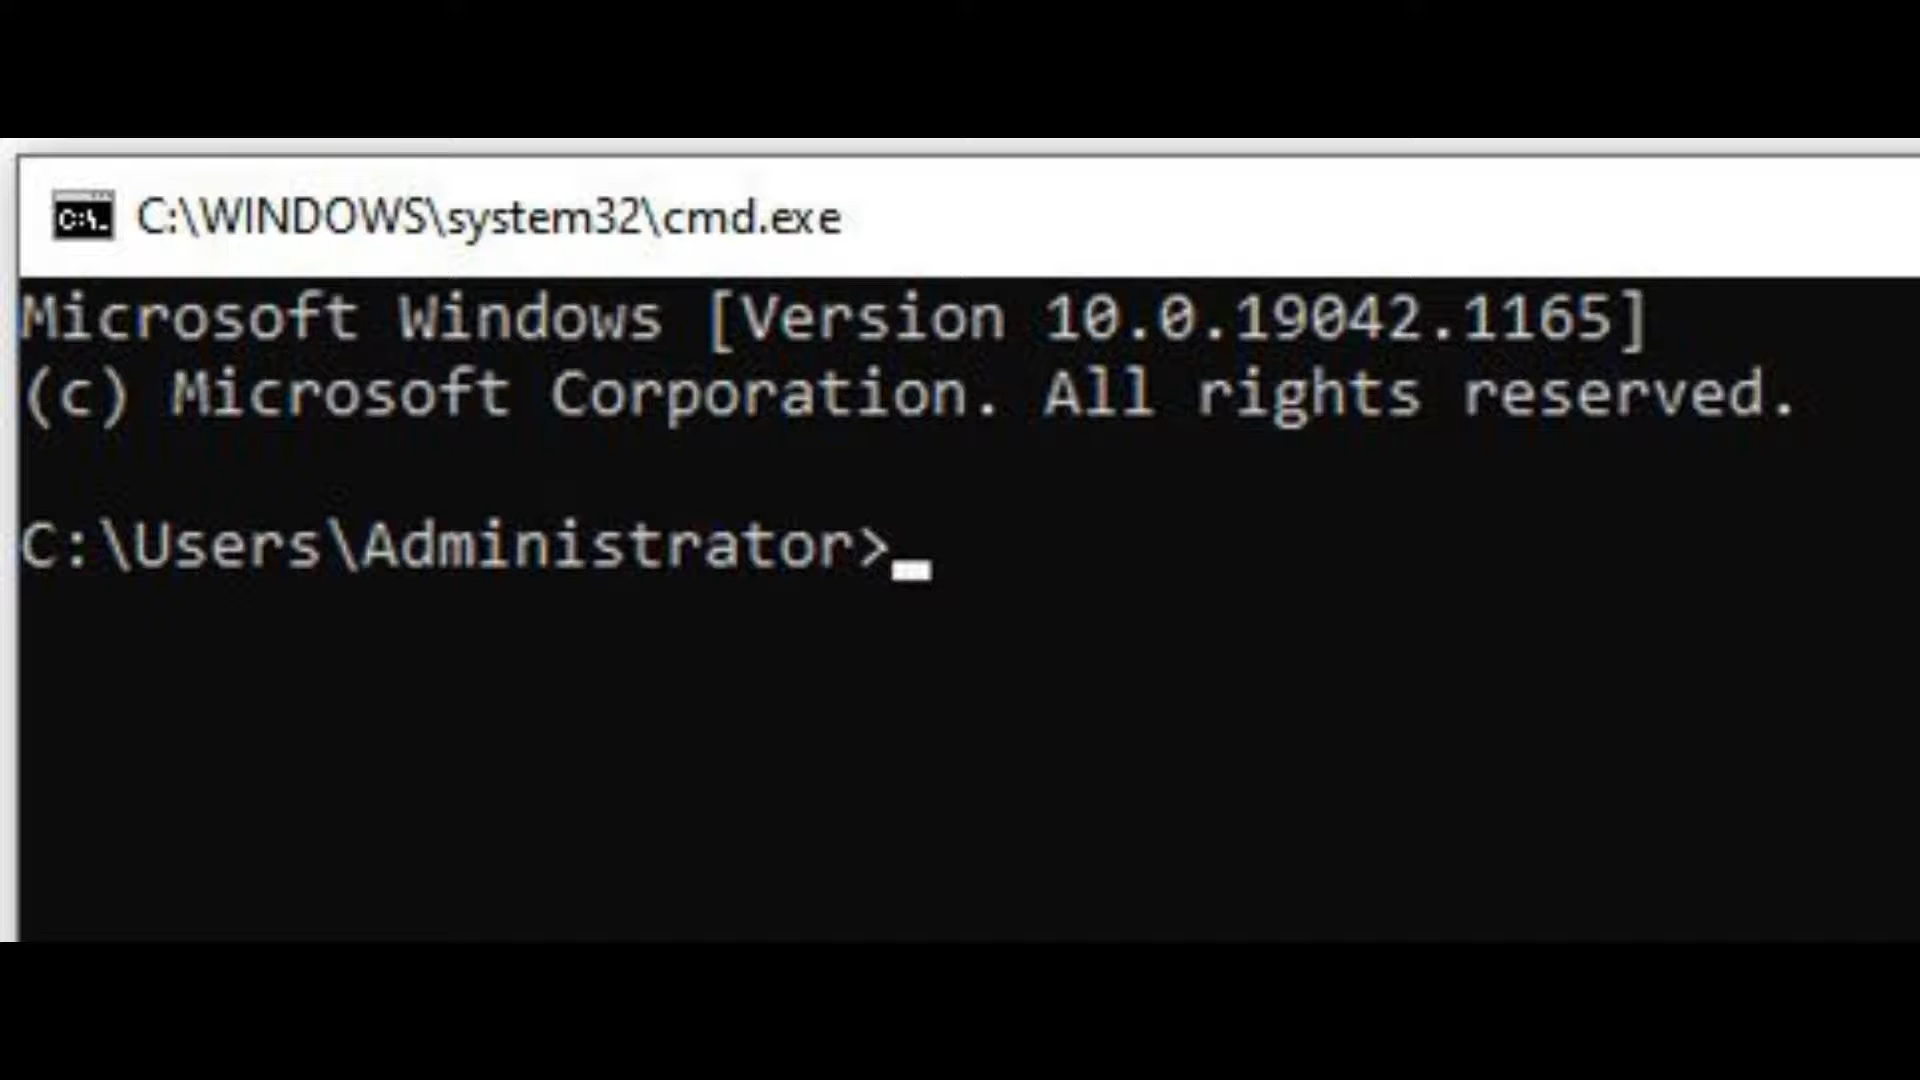 C:\WINDOWS\system32\cmd.exe
Microsoft Windows [Version 10.0.19042.1165]
(c) Microsoft Corporation. All rights reserved.
C:\Users\Administrator>